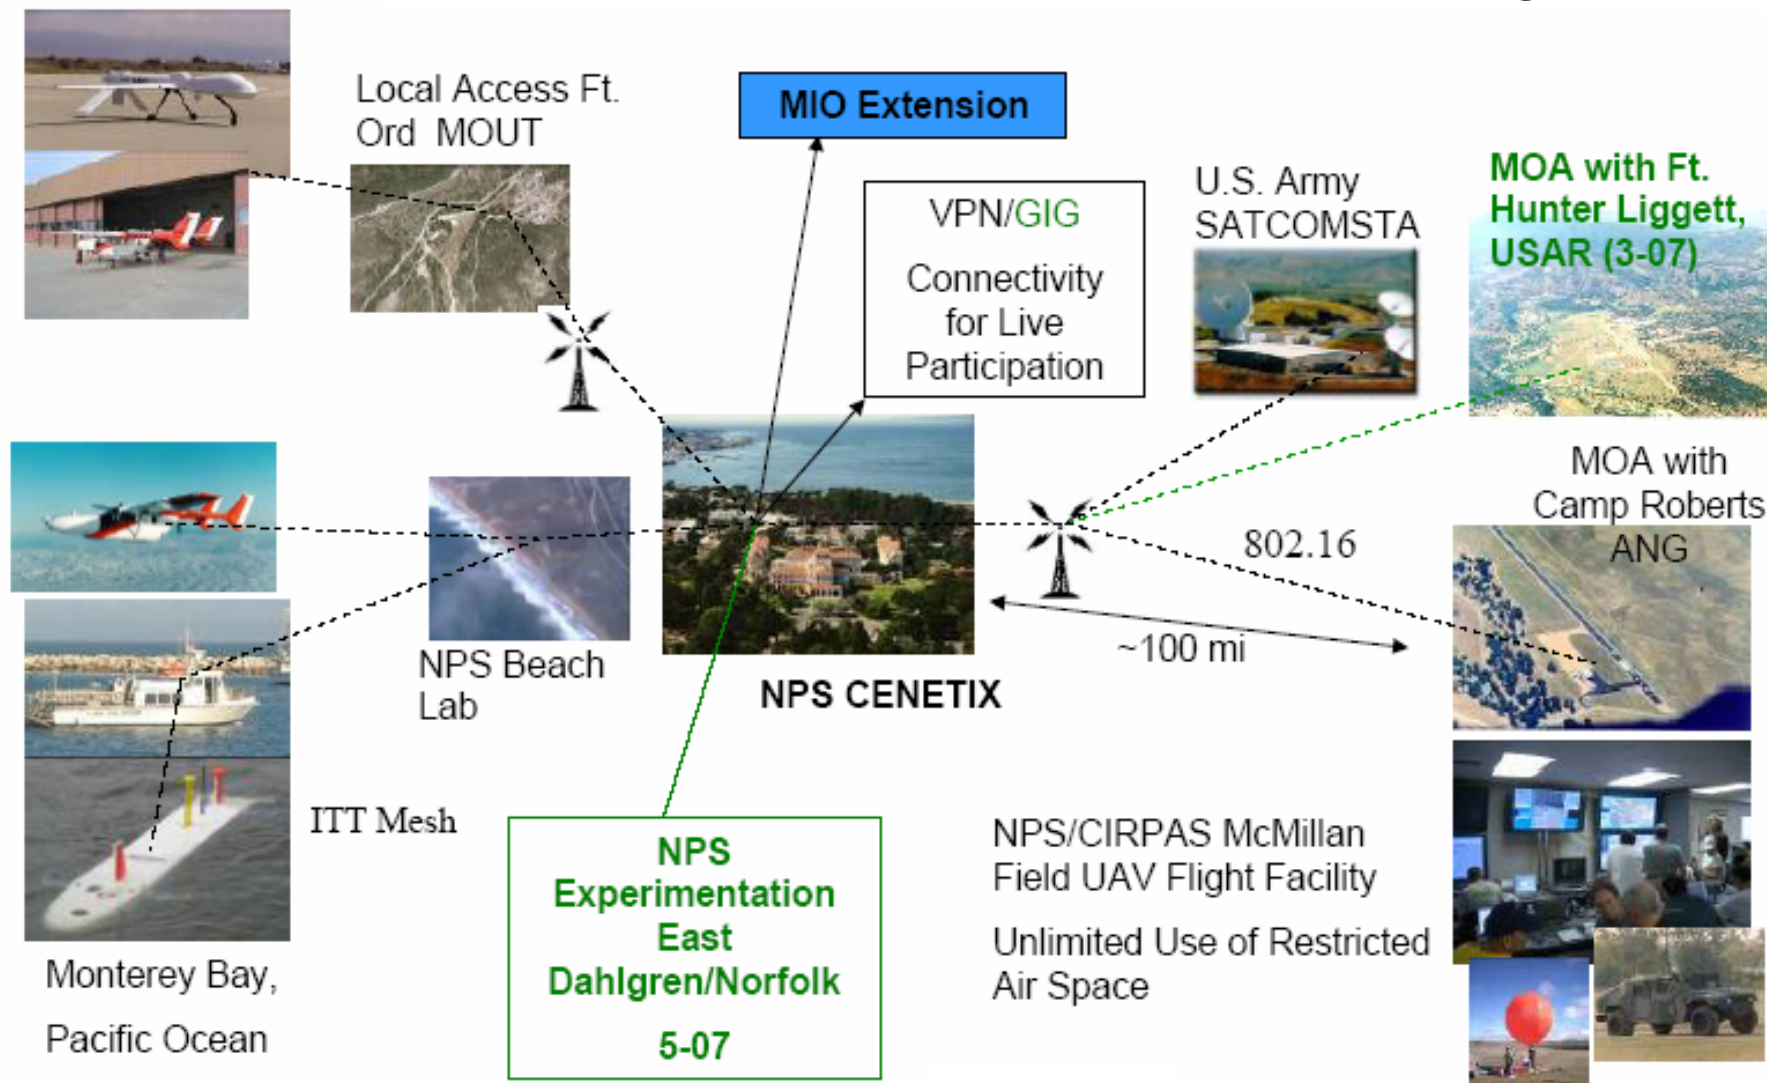 Local Access Ft.
Ord MOUT
MIO Extension
VPN/GIG
Connectivity
for Live
Participation
U.S. Army
SATCOMSTA
MOA with Ft.
Hunter Liggett,
USAR (3-07)
MOA with
Camp Roberts
ANG
802.16
~100 mi
NPS Beach
Lab
NPS CENETIX
ITT Mesh
NPS
Experimentation
East
Dahlgren/Norfolk
5-07
NPS/CIRPAS McMillan
Field UAV Flight Facility
Unlimited Use of Restricted
Air Space
Monterey Bay,
Pacific Ocean